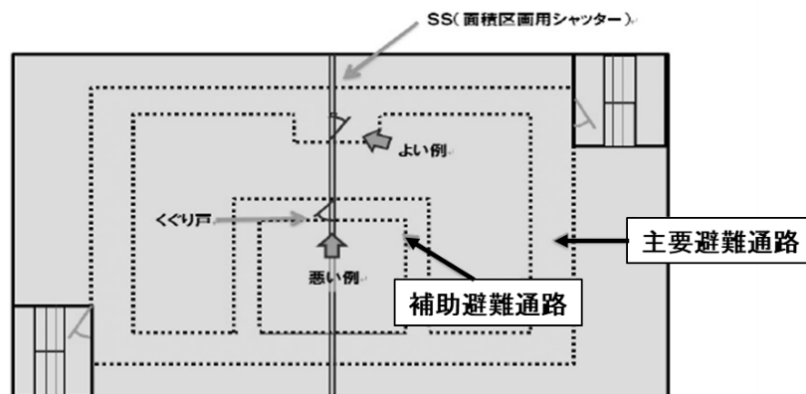 SS(面積区画用シャッター)
よい例
くぐり戸
主要避難通路
悪い例
補助避難通路